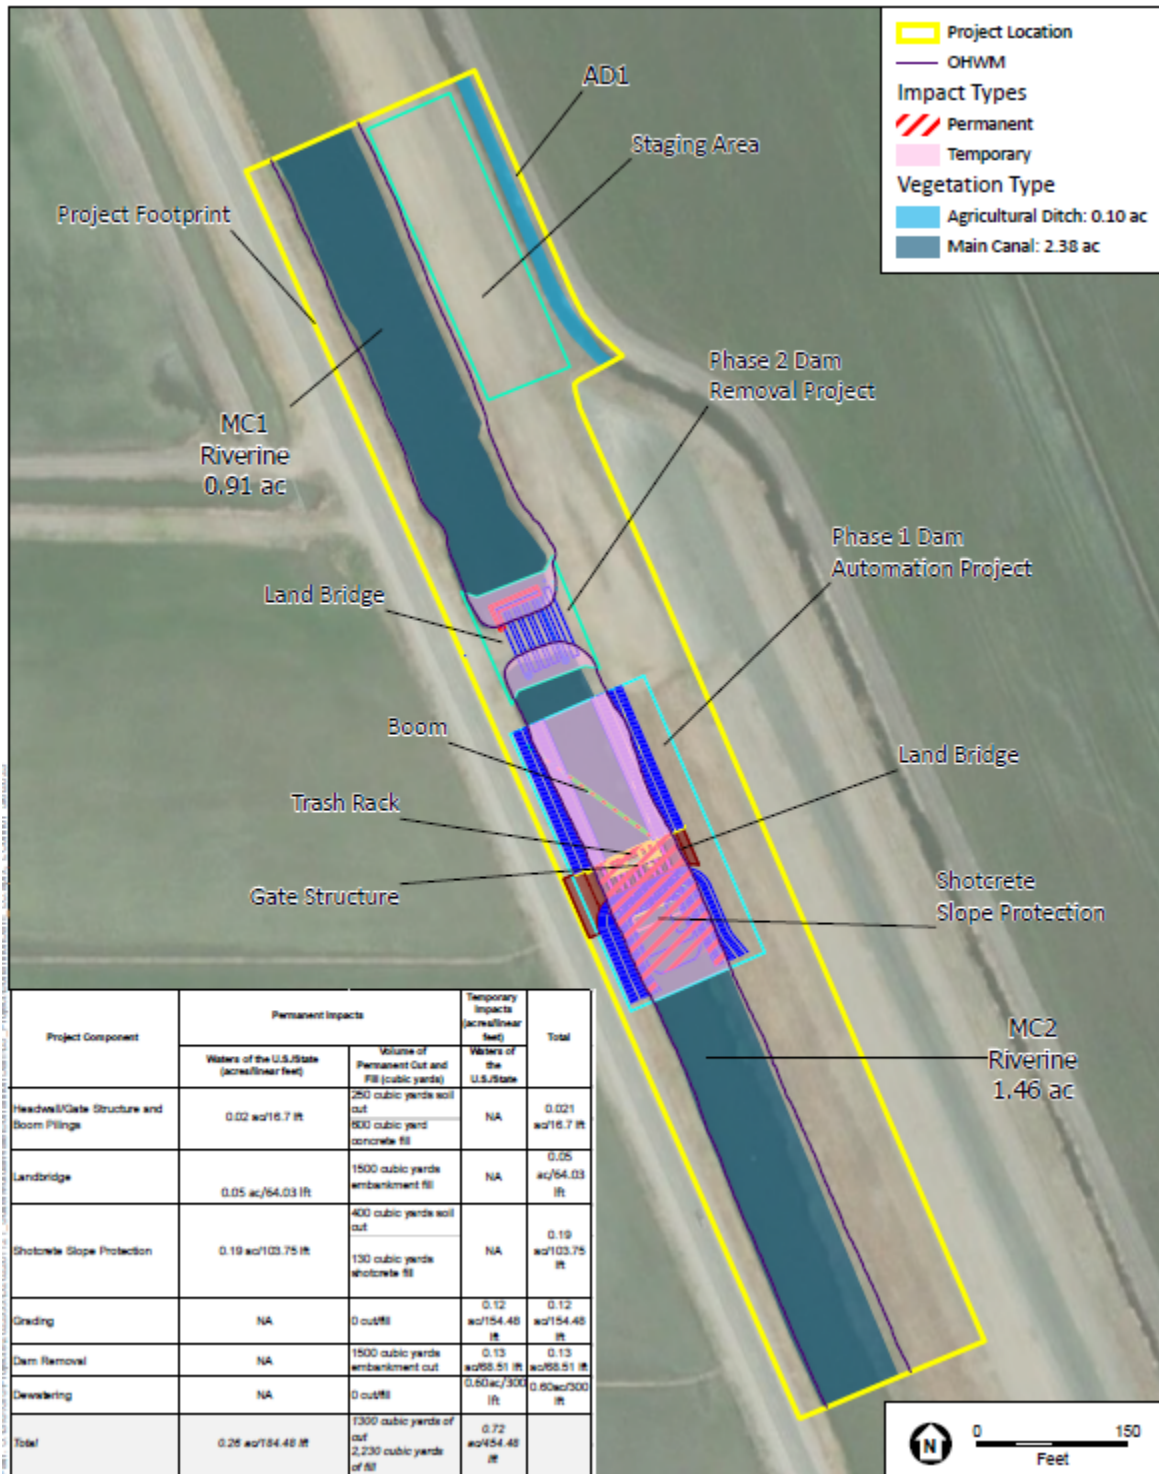 Project Location
OHWM
Impact Types
Permanent
Temporary
Vegetation Type
Agricultural Ditch: 0.10 ac
Main Canal: 2.38 ac
AD1
Staging Area
Project Footprint
Phase 2 Dam
Removal Project
MC1
Riverine
0.91 ac
Phase 1 Dam
Automation Project
Land Bridge
Boom
Land Bridge
Trash Rack
Gate Structure
Shotcrete
Slope Protection
MC2
Riverine
1.46 ac
Project Component
Permanent Impacts
Temporary
Impacts
(acres/linear
feet)
Total
Waters of the U.S./State
(acres/linear feet)
Volume of
Permanent Cut and
Fill (cubic yards)
Waters of
the
U.S./State
Headwall/Gate Structure and
Boom Pilings
0.02 ac/16.7 lft
250 cubic yards soil
cut
600 cubic yard
concrete fill
NA
0.021
ac/16.7 lft
Landbridge
0.05 ac/64.03 lft
1500 cubic yards
embankment fill
NA
0.05
ac/64.03
lft
Shotcrete Slope Protection
0.19 ac/103.75 lft
400 cubic yards soil
cut
130 cubic yards
shotcrete fill
NA
0.19
ac/103.75
lft
Grading
NA
0 cut/fill
0.12
ac/154.48
lft
0.12
ac/154.48
lft
Dam Removal
NA
1500 cubic yards
embankment cut
0.13
ac/68.51 lft
0.13
ac/68.51 lft
Dewatering
NA
0 cut/fill
0.60ac/300
lft
0.60ac/300
lft
Total
0.26 ac/184.48 lft
1300 cubic yards of
cut
2,230 cubic yards
of fill
0.72
ac/454.48
lft
N
0 150
Feet